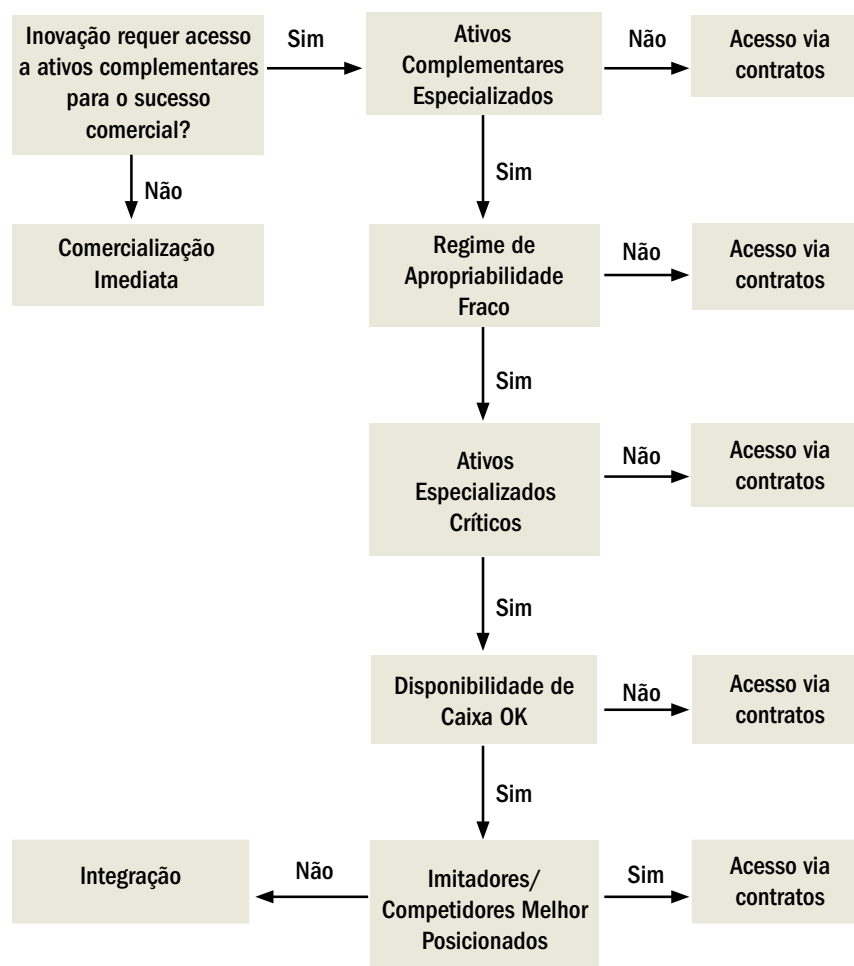 Inovação requer acesso
a ativos complementares
para o sucesso
comercial?
Sim
Ativos
Complementares
Especializados
Não
Acesso via
contratos
Não
Sim
Comercialização
Imediata
Regime de
Apropriabilidade
Fraco
Não
Acesso via
contratos
Sim
Ativos
Especializados
Críticos
Não
Acesso via
contratos
Sim
Disponibilidade de
Caixa OK
Não
Acesso via
contratos
Sim
Integração
Não
Imitadores/
Competidores Melhor
Posicionados
Sim
Acesso via
contratos